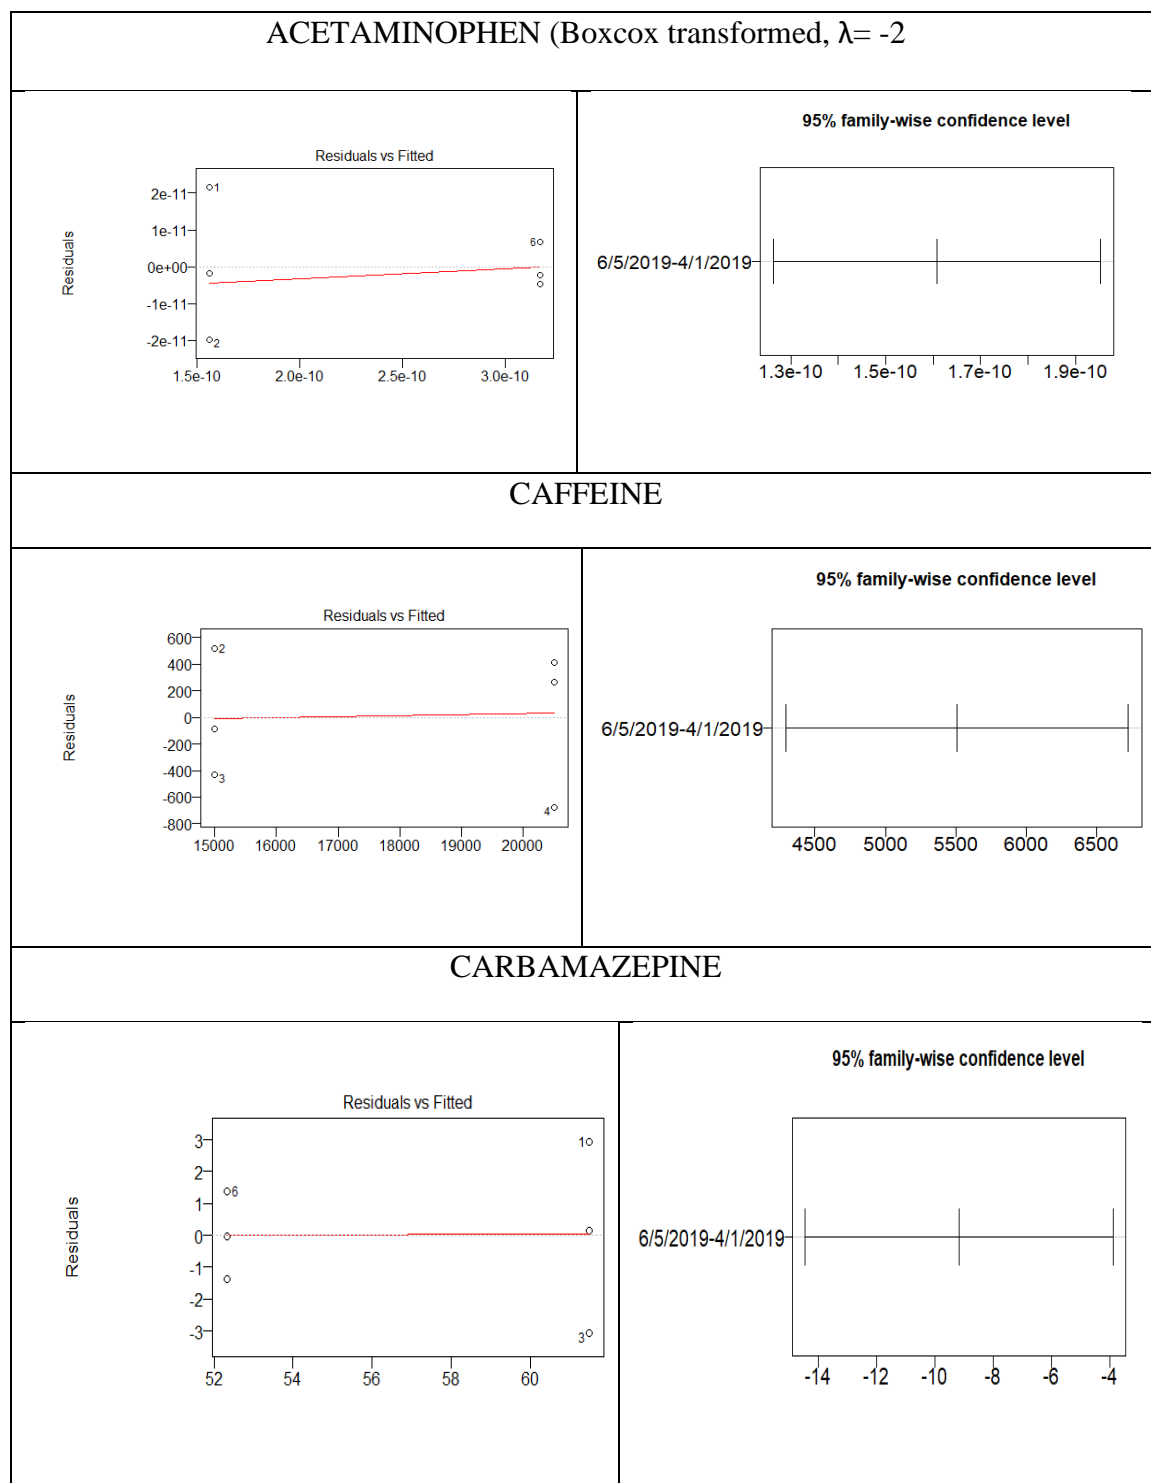 ACETAMINOPHEN (Boxcox transformed, λ= -2
Residuals vs Fitted
Residuals
2e-11
1e-11
0e+00
-1e-11
-2e-11
1
2
6
1.5e-10 2.0e-10 2.5e-10 3.0e-10
95% family-wise confidence level
6/5/2019-4/1/2019
1.3e-10 1.5e-10 1.7e-10 1.9e-10
CAFFEINE
Residuals vs Fitted
Residuals
600
400
200
0
-200
-400
-600
-800
2
3
4
15000 16000 17000 18000 19000 20000
95% family-wise confidence level
6/5/2019-4/1/2019
4500 5000 5500 6000 6500
CARBAMAZEPINE
Residuals vs Fitted
Residuals
3
2
1
0
-1
-2
-3
6
1
3
52 54 56 58 60
95% family-wise confidence level
6/5/2019-4/1/2019
-14 -12 -10 -8 -6 -4